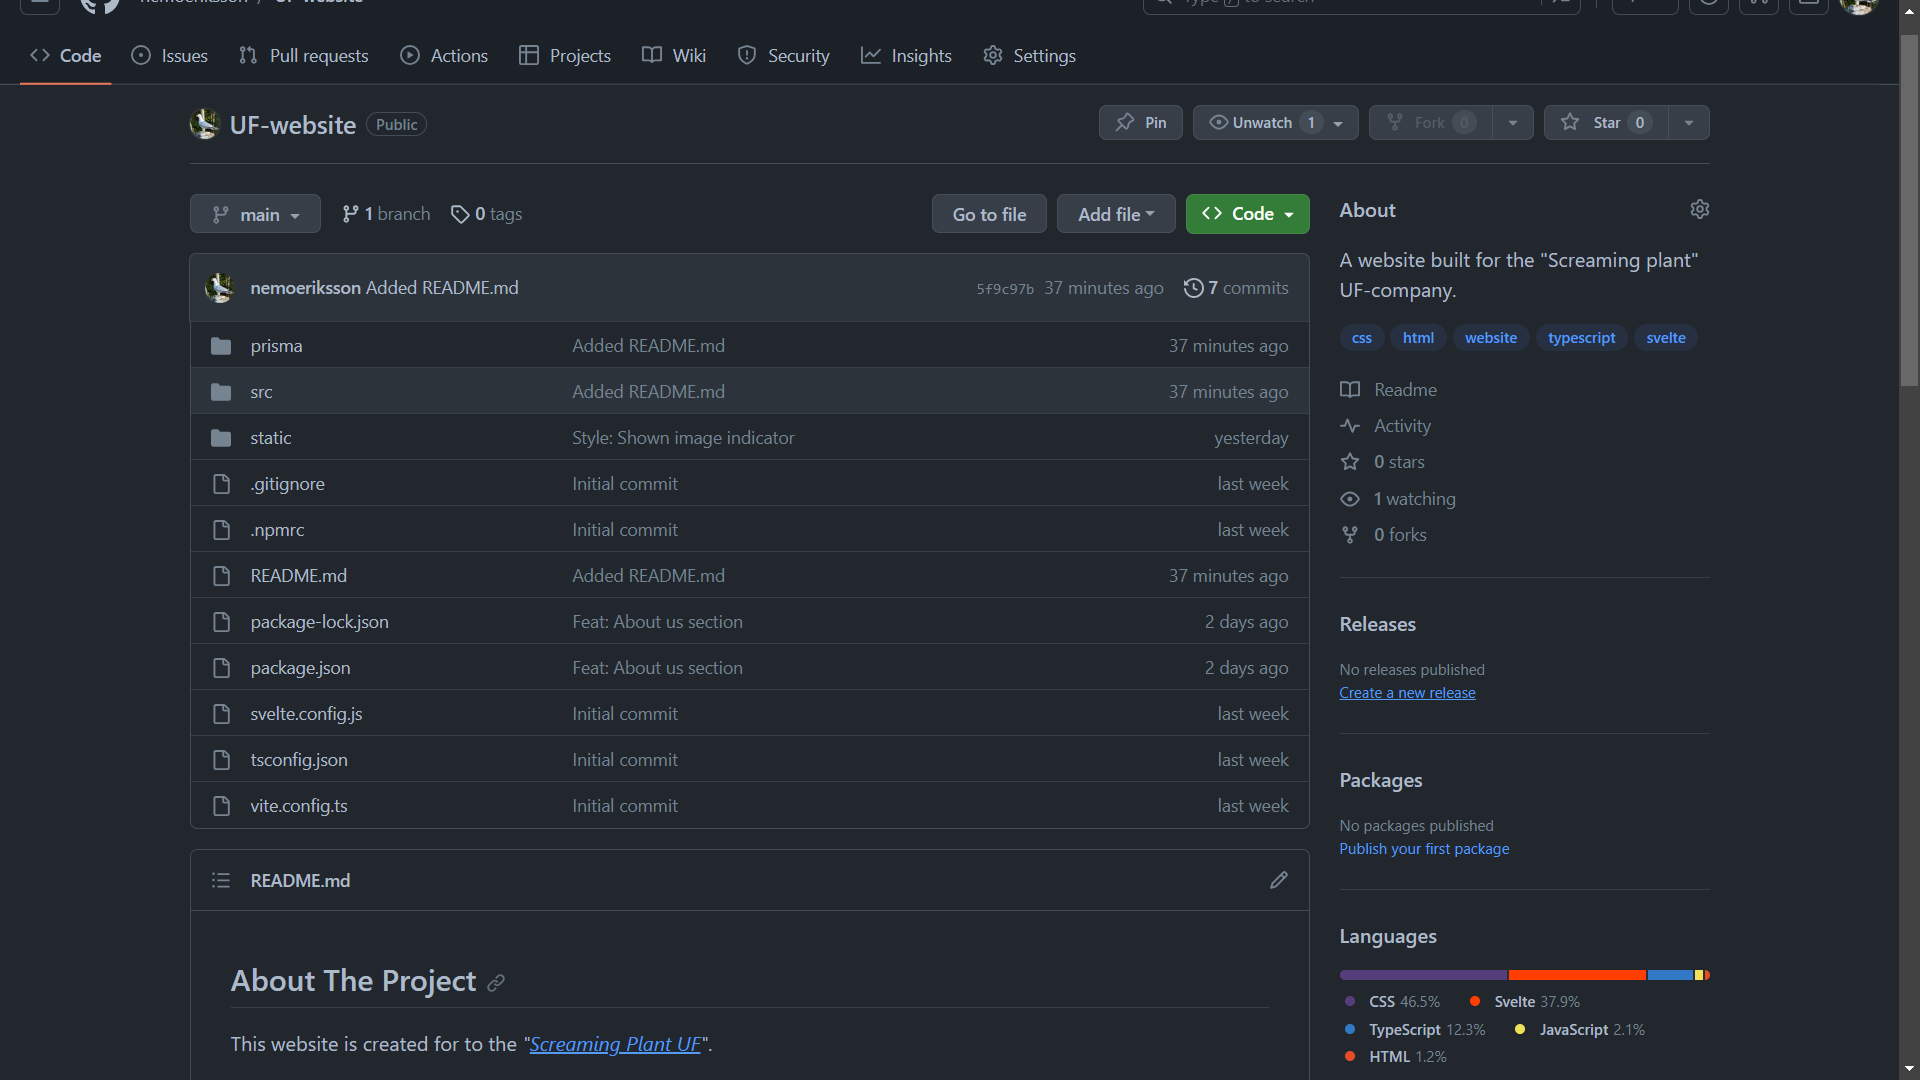 nemoeriksson / UF-website
Type / to search
Code Issues Pull requests Actions Projects Wiki Security Insights Settings
UF-website Public
Pin Unwatch 1 Fork 0 Star 0
main 1 branch 0 tags Go to file Add file Code
nemoeriksson Added README.md 5f9c97b 37 minutes ago 7 commits
prisma Added README.md 37 minutes ago
src Added README.md 37 minutes ago
static Style: Shown image indicator yesterday
.gitignore Initial commit last week
.npmrc Initial commit last week
README.md Added README.md 37 minutes ago
package-lock.json Feat: About us section 2 days ago
package.json Feat: About us section 2 days ago
svelte.config.js Initial commit last week
tsconfig.json Initial commit last week
vite.config.ts Initial commit last week
README.md
About The Project
This website is created for to the "Screaming Plant UF".
About
A website built for the "Screaming plant"
UF-company.
css html website typescript svelte
Readme
Activity
0 stars
1 watching
0 forks
Releases
No releases published
Create a new release
Packages
No packages published
Publish your first package
Languages
CSS 46.5% Svelte 37.9%
TypeScript 12.3% JavaScript 2.1%
HTML 1.2%